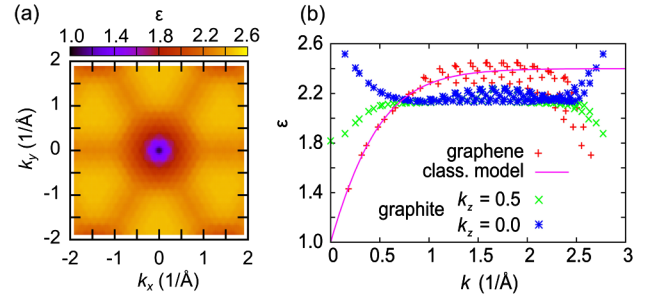 (a)
ε
1.0 1.4 1.8 2.2 2.6
2
1
0
-1
-2
k_y (1/Å)
-2 -1 0 1 2
k_x (1/Å)
(b)
2.6
2.2
1.8
1.4
1.0
ε
graphene
class. model
graphite
k_z = 0.5
k_z = 0.0
0 0.5 1 1.5 2 2.5 3
k (1/Å)